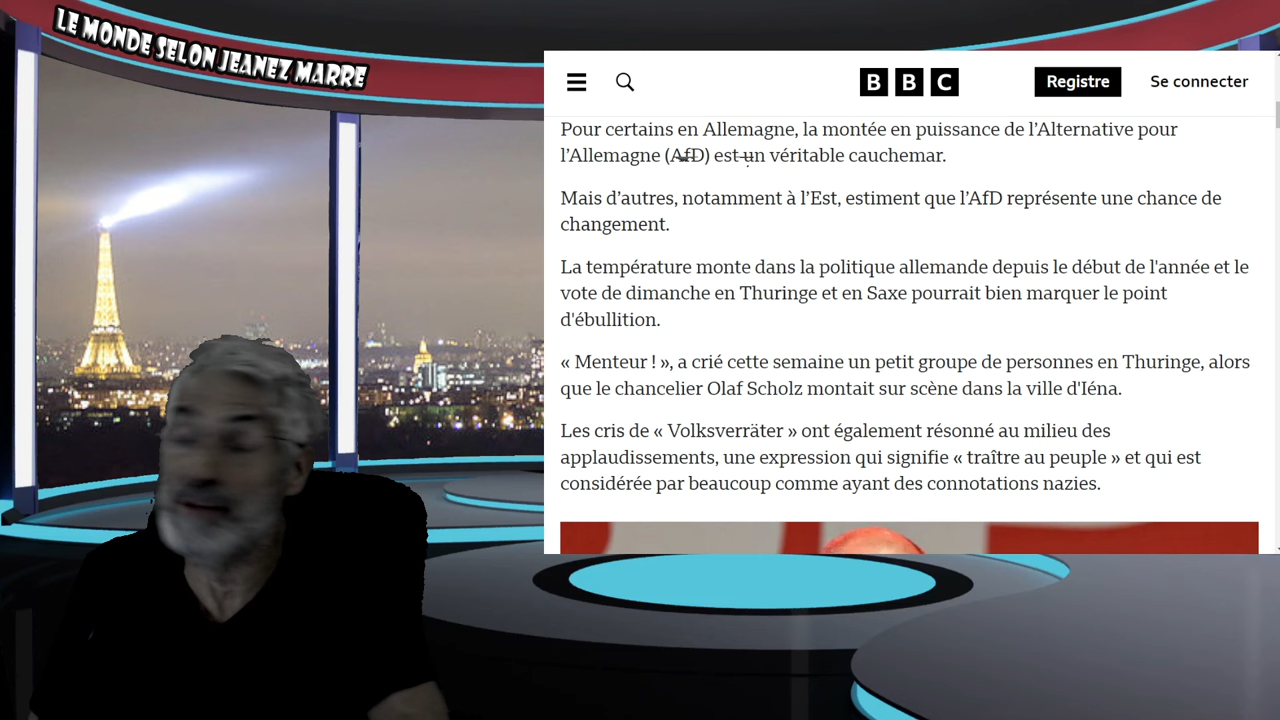 LE MONDE SELON JEANEZ MARRE
BBC
Registre
Se connecter
Pour certains en Allemagne, la montée en puissance de l'Alternative pour
l'Allemagne (AfD) est un véritable cauchemar.
Mais d'autres, notamment à l'Est, estiment que l'AfD représente une chance de
changement.
La température monte dans la politique allemande depuis le début de l'année et le
vote de dimanche en Thuringe et en Saxe pourrait bien marquer le point
d'ébullition.
« Menteur ! », a crié cette semaine un petit groupe de personnes en Thuringe, alors
que le chancelier Olaf Scholz montait sur scène dans la ville d'Iéna.
Les cris de « Volksverräter » ont également résonné au milieu des
applaudissements, une expression qui signifie « traître au peuple » et qui est
considérée par beaucoup comme ayant des connotations nazies.